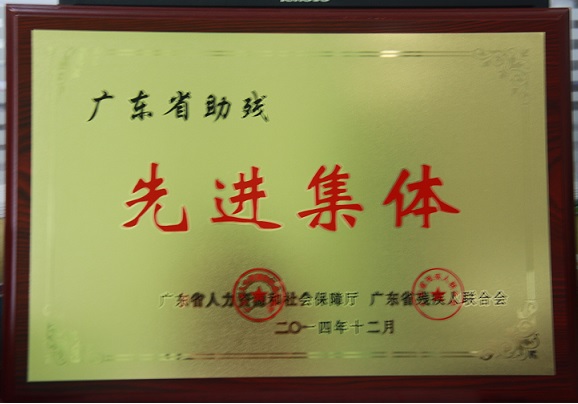 广东省助残
先进集体
广东省人力资源和社会保障厅 广东省残疾人联合会
二〇一四年十二月